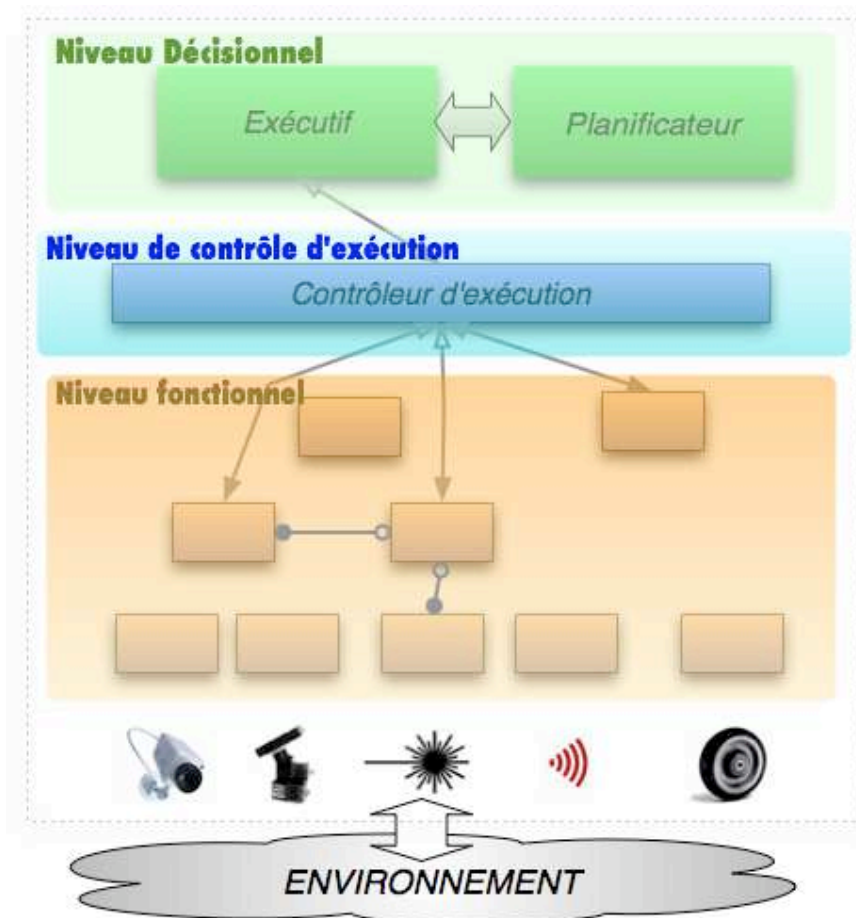 Niveau Décisionnel
Exécutif
Planificateur
Niveau de contrôle d'exécution
Contrôleur d'exécution
Niveau fonctionnel
ENVIRONNEMENT